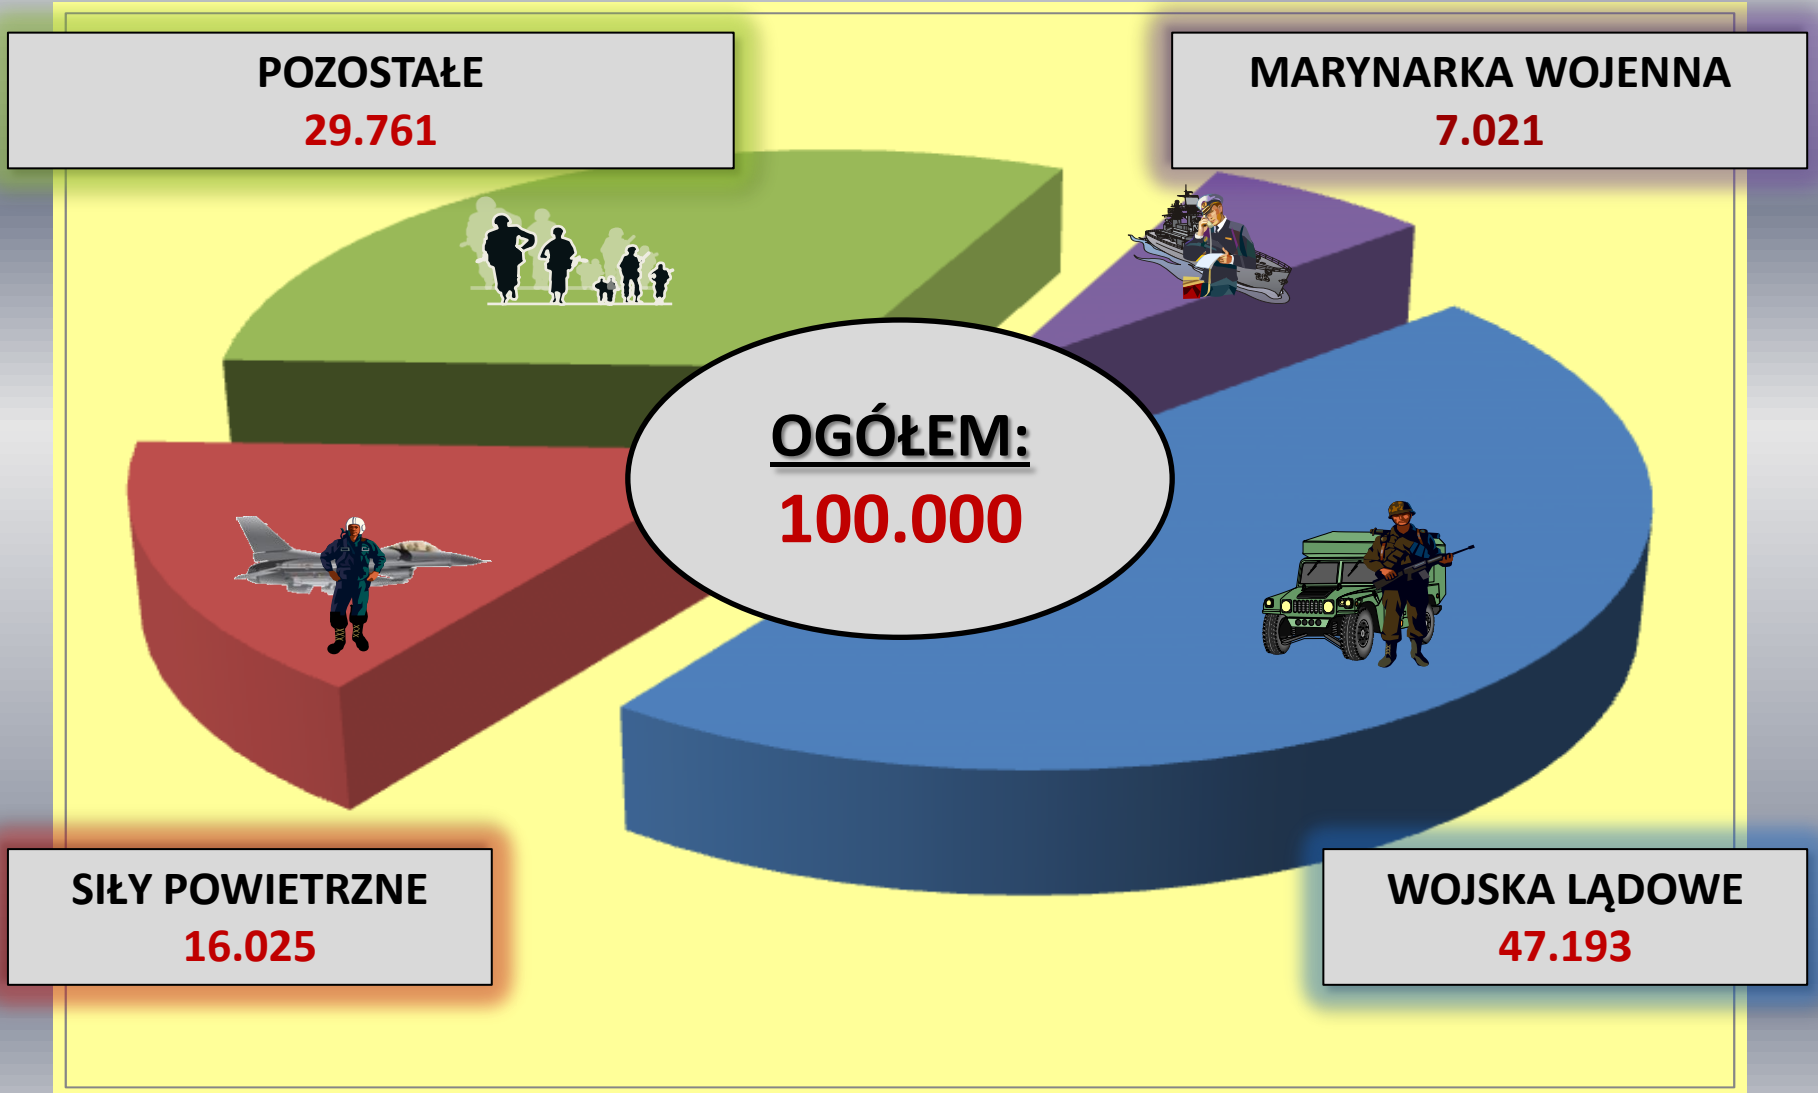 POZOSTAŁE
29.761
MARYNARKA WOJENNA
7.021
OGÓŁEM:
100.000
SIŁY POWIETRZNE
16.025
WOJSKA LĄDOWE
47.193